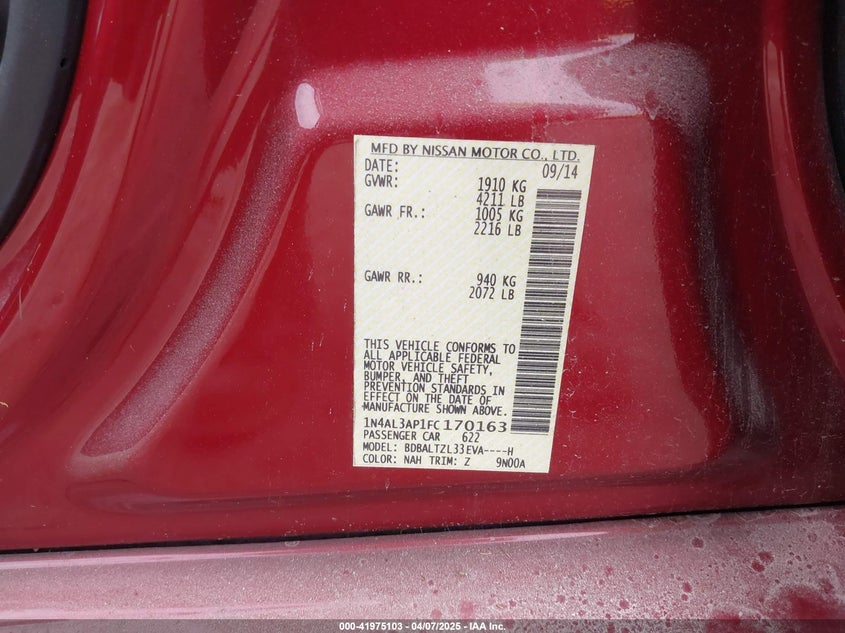 MFD BY NISSAN MOTOR CO., LTD.
DATE: 09/14
GVWR: 1910 KG
4211 LB
GAWR FR.: 1005 KG
2216 LB
GAWR RR.: 940 KG
2072 LB
THIS VEHICLE CONFORMS TO
ALL APPLICABLE FEDERAL
MOTOR VEHICLE SAFETY,
BUMPER, AND THEFT
PREVENTION STANDARDS IN
EFFECT ON THE DATE OF
MANUFACTURE SHOWN ABOVE.
1N4AL3AP1FC170163
PASSENGER CAR 622
MODEL: BDBALTZL33EVA----H
COLOR: NAH TRIM: Z 9N00A
000-41975103 - 04/07/2025 - IAA Inc.